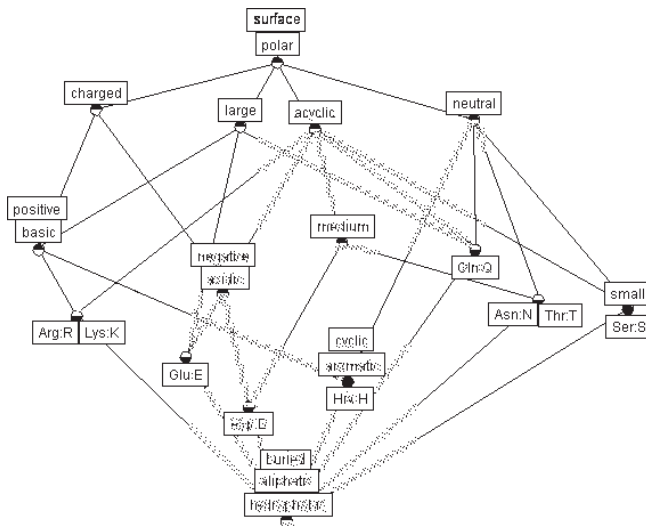 surface
polar
charged
large
acyclic
neutral
positive
basic
negative
acidic
medium
Gln:Q
small
Asn:N Thr:T
Ser:S
Arg:R Lys:K
Glu:E
cyclic
aromatic
His:H
Asp:D
buried
aliphatic
hydrophobic